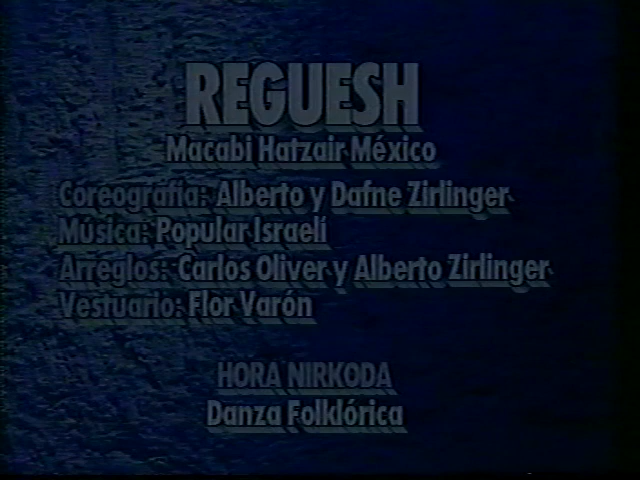 REGUESH
Macabi Hatzair México
Coreografía: Alberto y Dafne Zirlinger
Música: Popular Israelí
Arreglos: Carlos Oliver y Alberto Zirlinger
Vestuario: Flor Varón
HORA NIRKODA
Danza Folklórica